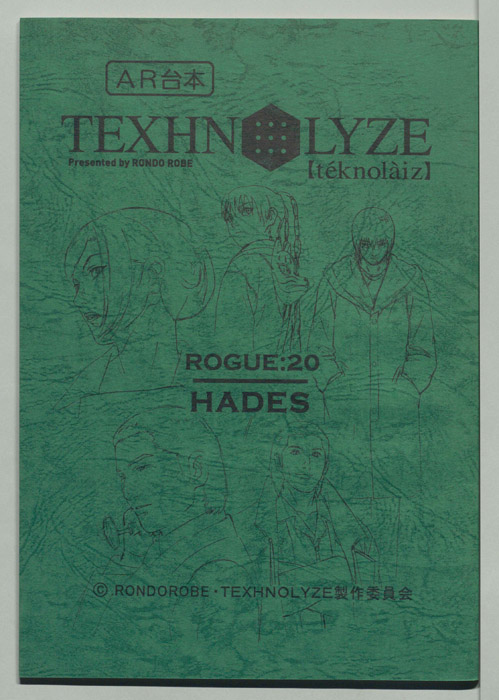 AR台本
TEXHNOLYZE
Presented by RONDO ROBE
【téknolàiz】
ROGUE:20
HADES
© RONDOROBE・TEXHNOLYZE製作委員会